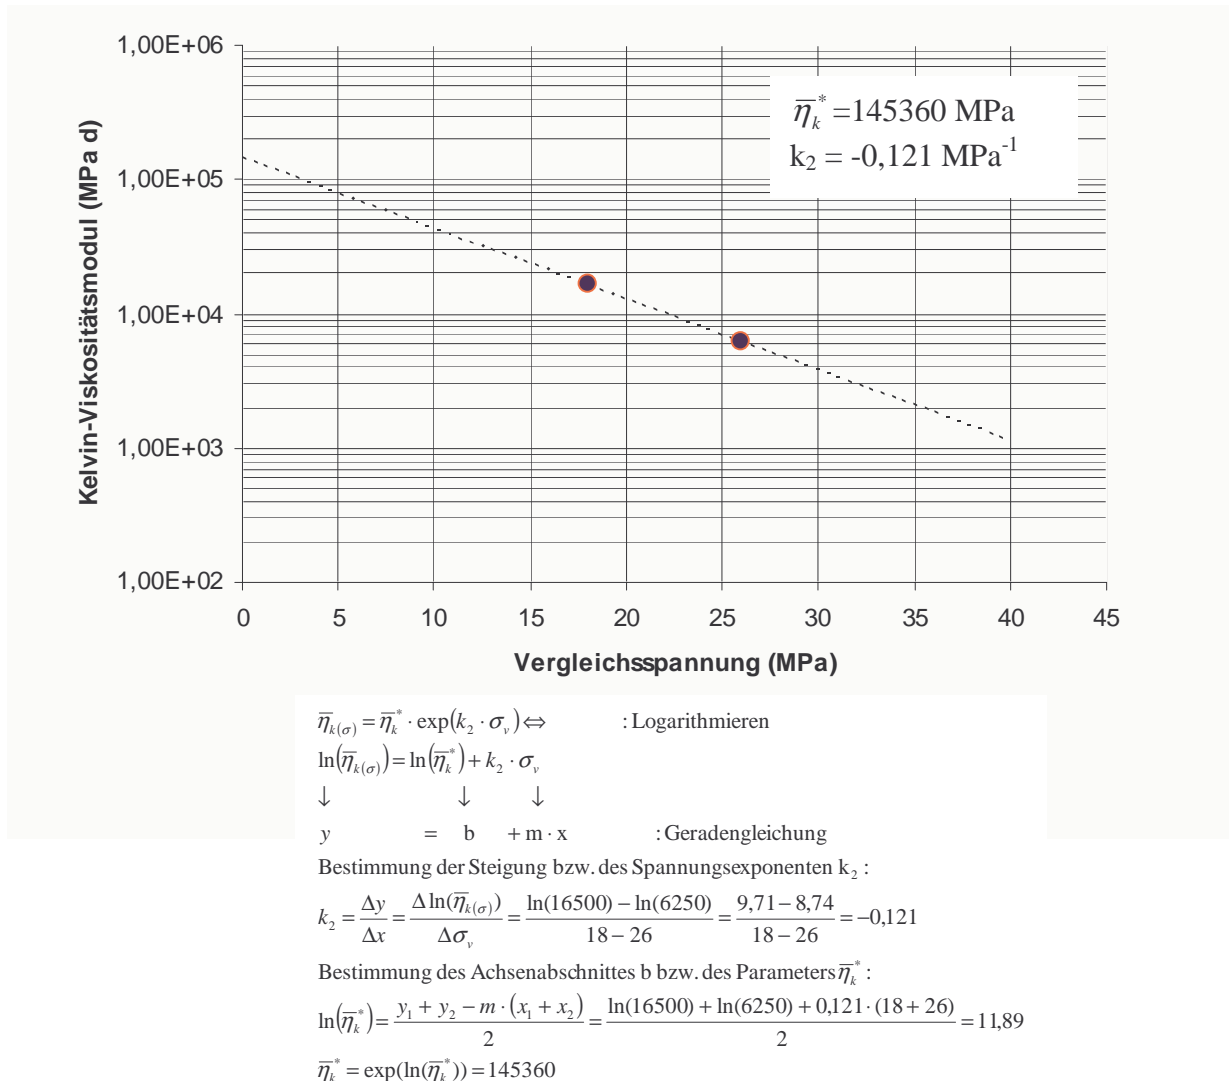 1,00E+06
1,00E+05
1,00E+04
1,00E+03
1,00E+02
Kelvin-Viskositätsmodul (MPa d)
η̅ₖ* =145360 MPa
k₂ = -0,121 MPa⁻¹
0 5 10 15 20 25 30 35 40 45
Vergleichsspannung (MPa)
η̅ₖ₍σ₎ = η̅ₖ* · exp(k₂ · σᵥ) ⇔ : Logarithmieren
ln(η̅ₖ₍σ₎) = ln(η̅ₖ*) + k₂ · σᵥ
↓ ↓ ↓
y = b + m · x : Geradengleichung
Bestimmung der Steigung bzw. des Spannungsexponenten k₂ :
k₂ = Δy/Δx = Δ ln(η̅ₖ₍σ₎)/Δσᵥ = (ln(16500) − ln(6250))/(18 − 26) = (9,71 − 8,74)/(18 − 26) = −0,121
Bestimmung des Achsenabschnittes b bzw. des Parameters η̅ₖ* :
ln(η̅ₖ*) = (y₁ + y₂ − m · (x₁ + x₂))/2 = (ln(16500) + ln(6250) + 0,121 · (18 + 26))/2 = 11,89
η̅ₖ* = exp(ln(η̅ₖ*)) = 145360